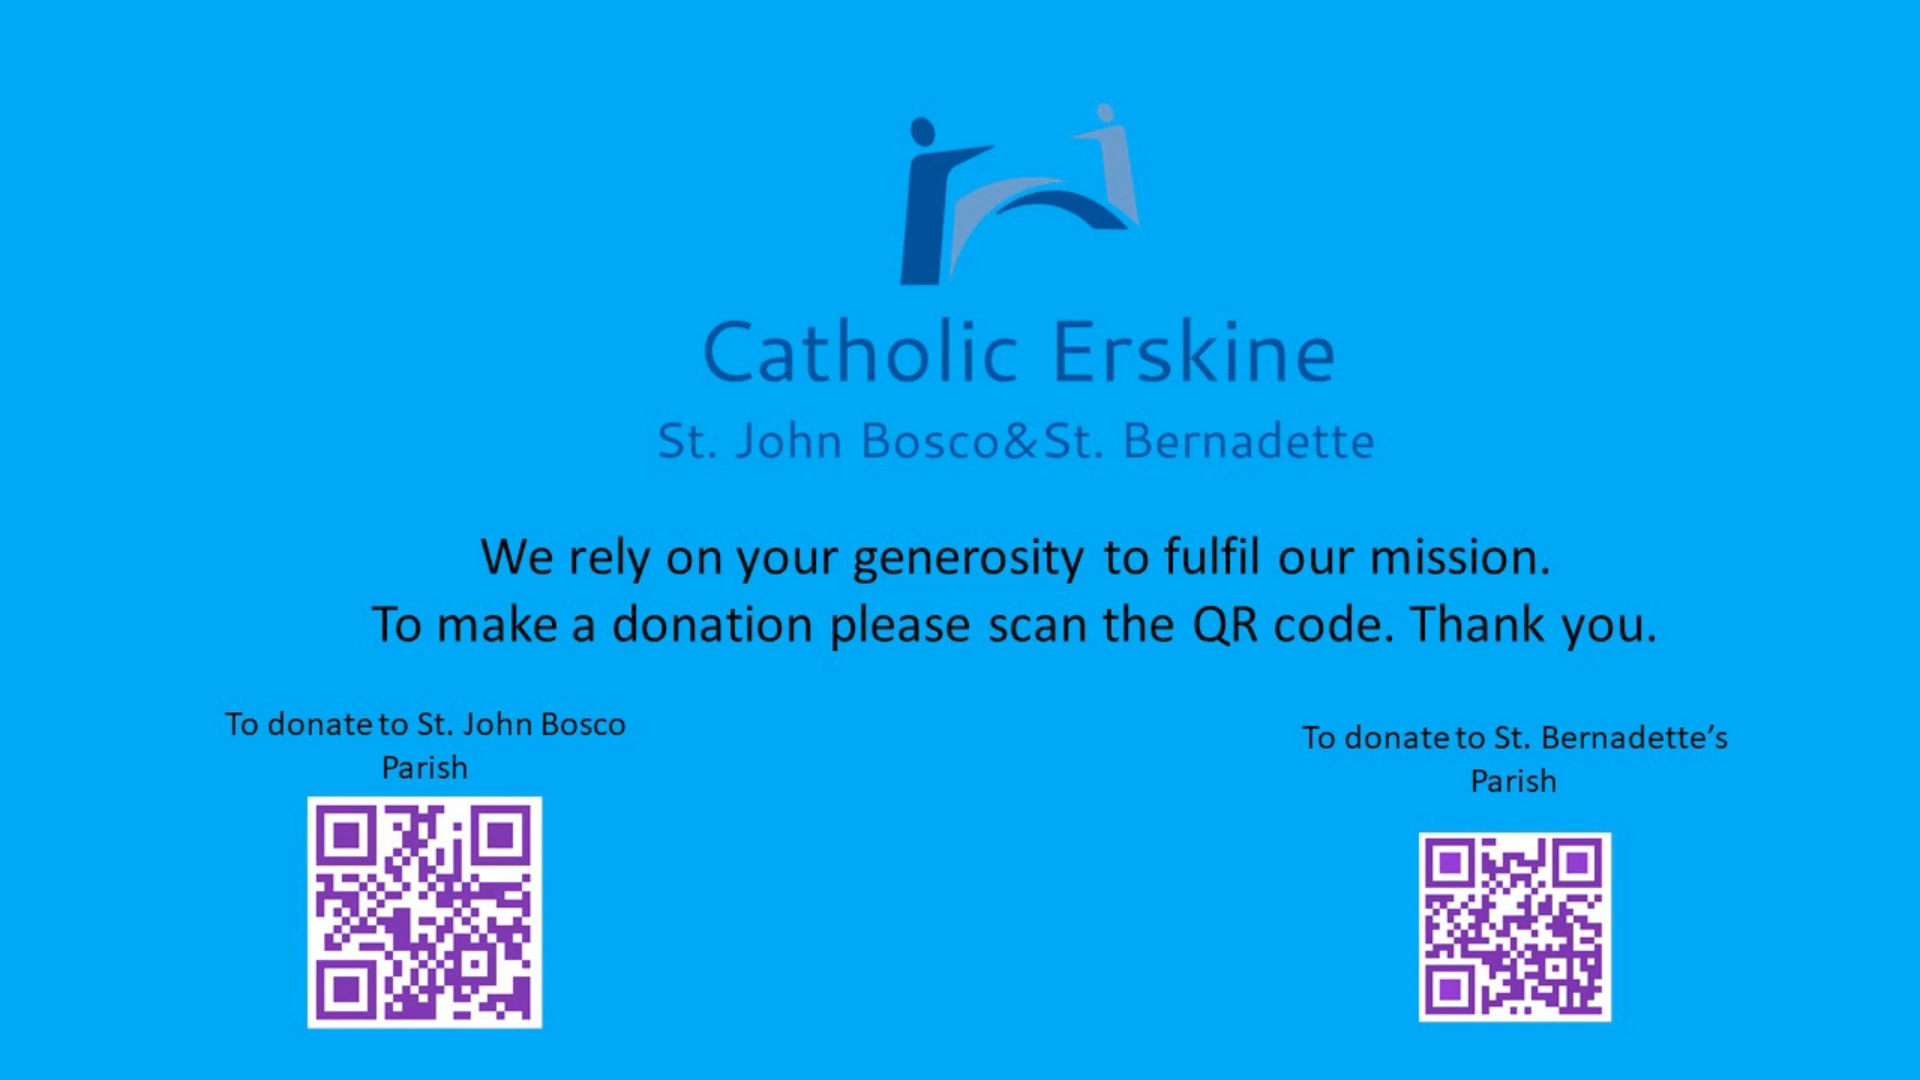 Catholic Erskine
St. John Bosco&St. Bernadette
We rely on your generosity to fulfil our mission.
To make a donation please scan the QR code. Thank you.
To donate to St. John Bosco
Parish
To donate to St. Bernadette’s
Parish